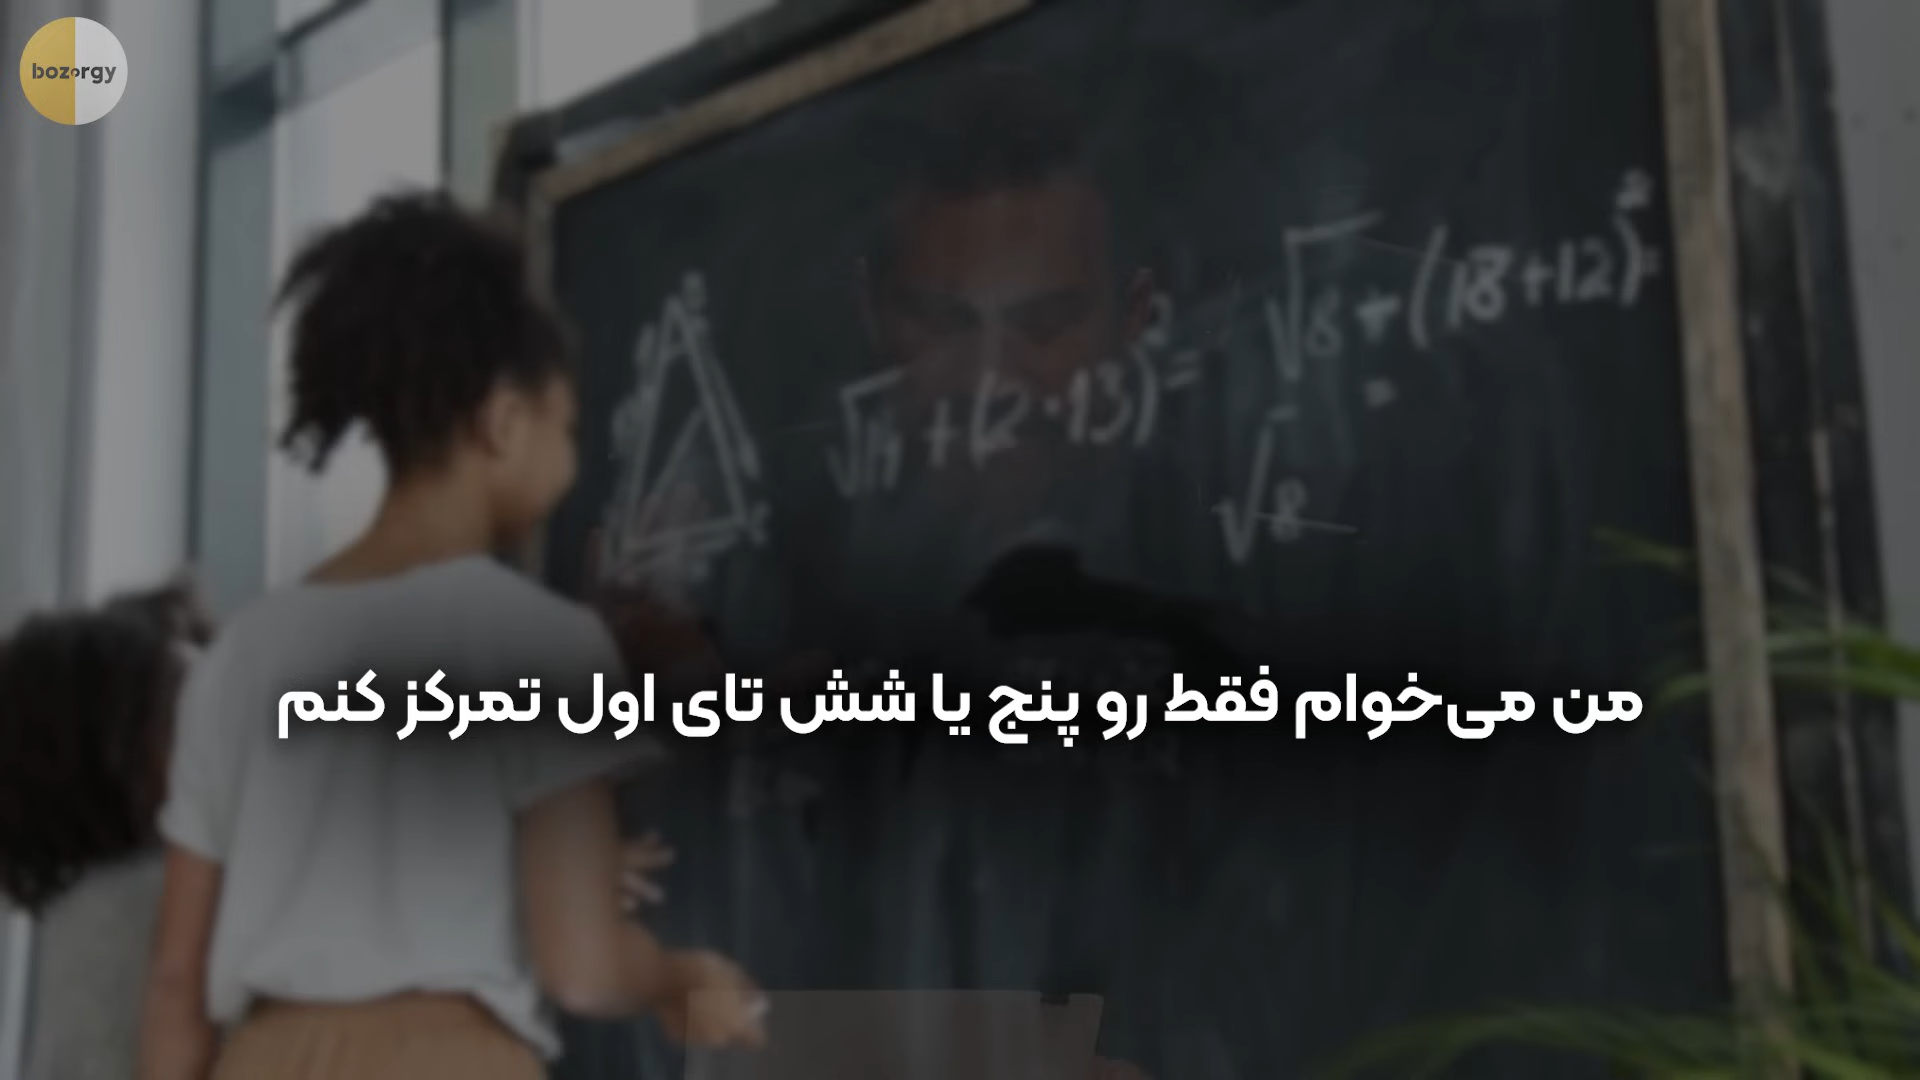 bozorgy
√8+(18+12)²=
√14+(2·13)²=
=
√8
من می‌خوام فقط رو پنج یا شش تای اول تمرکز کنم